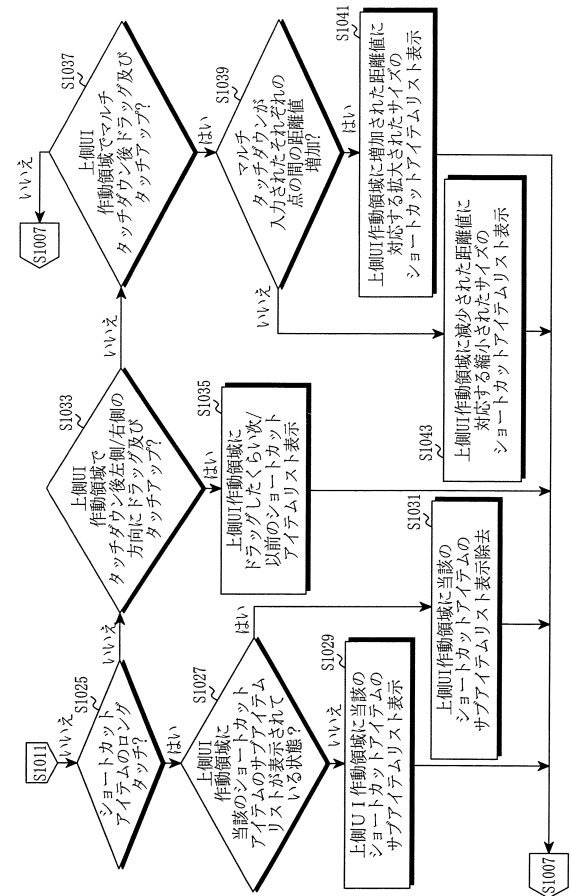 S1011
いいえ
S1025
ショートカット
アイテムのロング
タッチ?
いいえ
はい
S1027
上側UI
作動領域に
当該のショートカット
アイテムのサブアイテム
リストが表示されて
いる状態?
はい
いいえ
S1029
上側UI作動領域に当該の
ショートカットアイテムの
サブアイテムリスト表示
S1031
上側UI作動領域に当該の
ショートカットアイテムの
サブアイテムリスト表示除去
S1033
上側UI
作動領域で
タッチダウン後左側/右側の
方向にドラッグ及び
タッチアップ?
いいえ
はい
S1035
上側UI作動領域に
ドラッグしたくらい次/
以前のショートカット
アイテムリスト表示
S1037
上側UI
作動領域でマルチ
タッチダウン後ドラッグ及び
タッチアップ?
いいえ
S1007
はい
S1039
マルチ
タッチダウンが
入力されたそれぞれの
点の間の距離値
増加?
いいえ
はい
S1041
上側UI作動領域に増加された距離値に
対応する拡大されたサイズの
ショートカットアイテムリスト表示
S1043
上側UI作動領域に減少された距離値に
対応する縮小されたサイズの
ショートカットアイテムリスト表示
S1007